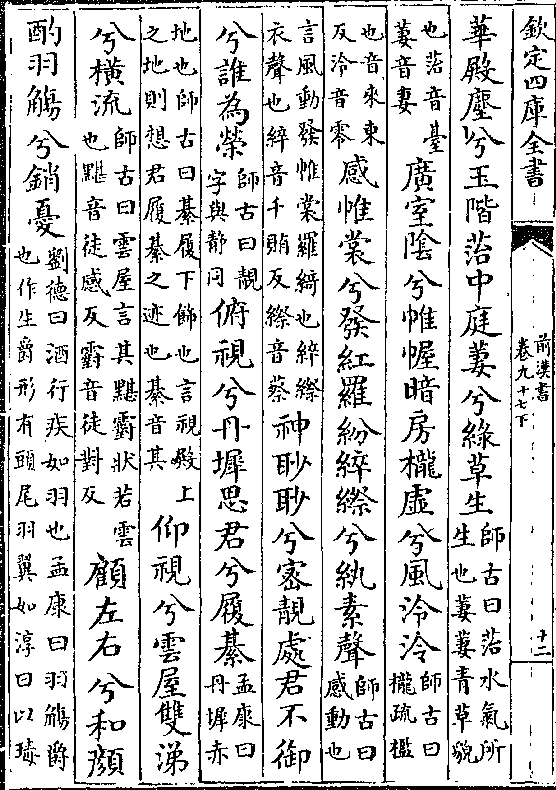 欽定四庫全書
前漢書
卷九十七下
十二
華殿塵兮玉階菭中庭萋兮綠草生師古曰菭水氣所
生也萋萋青草貌
也菭音臺
萋音妻廣室陰兮帷幄暗房櫳虛兮風泠泠師古曰
櫳疏檻
也音來東
反泠音零感帷裳兮發紅羅紛綷縩兮紈素聲師古曰
感動也
言風動發帷裳羅綺也綷縩
衣聲也綷音千賄反縩音蔡神眇眇兮密靚處君不御
兮誰為榮師古曰靚
字與静同俯視兮丹墀思君兮履綦孟康曰
丹墀赤
地也師古曰綦履下飾也言視殿上
之地則想君履綦之迹也綦音其仰視兮雲屋雙涕
兮橫流師古曰雲屋言其黮䨴狀若雲
也黮音徒感反䨴音徒對反顧左右兮和顔
酌羽觴兮銷憂劉德曰酒行疾如羽也孟康曰羽觴爵
也作生爵形有頭尾羽翼如淳曰以瑇